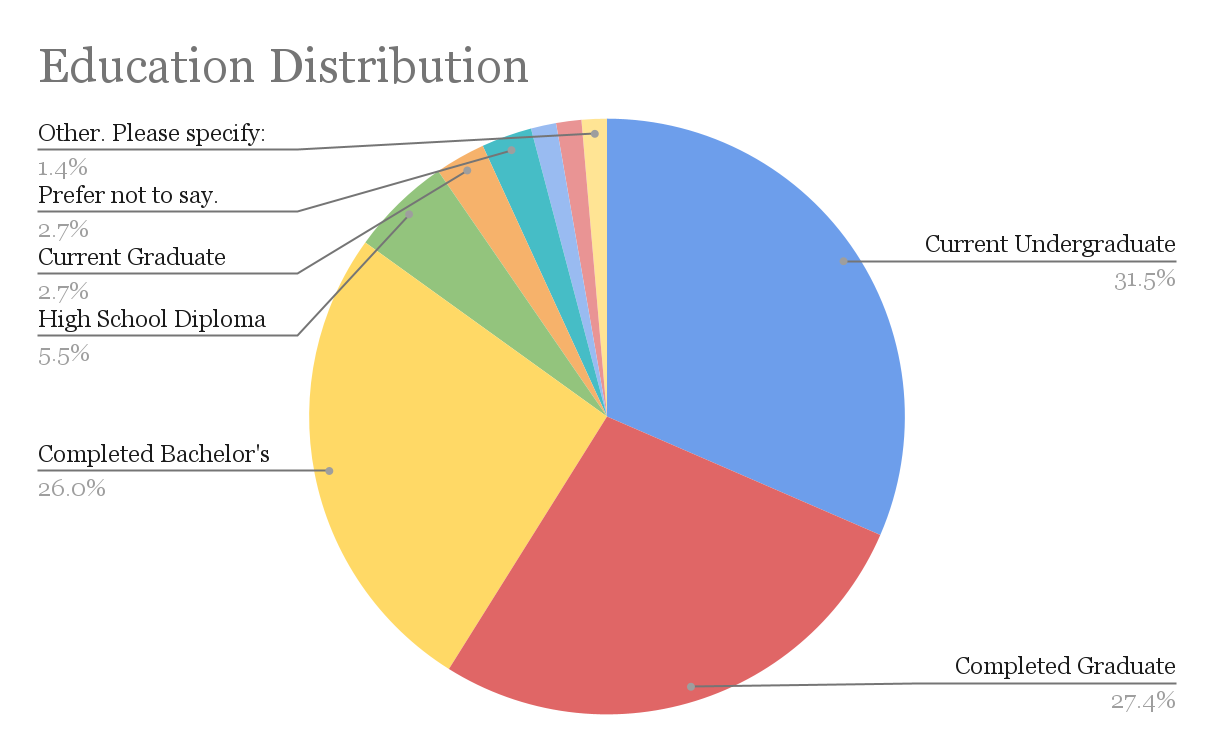 Education Distribution
Other. Please specify:
1.4%
Prefer not to say.
2.7%
Current Graduate
2.7%
High School Diploma
5.5%
Completed Bachelor's
26.0%
Current Undergraduate
31.5%
Completed Graduate
27.4%